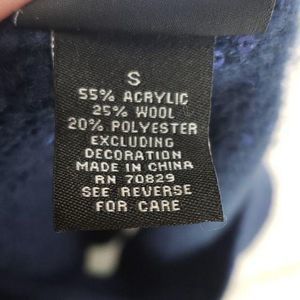 S
55% ACRYLIC
25% WOOL
20% POLYESTER
EXCLUDING
DECORATION
MADE IN CHINA
RN 70829
SEE REVERSE
FOR CARE